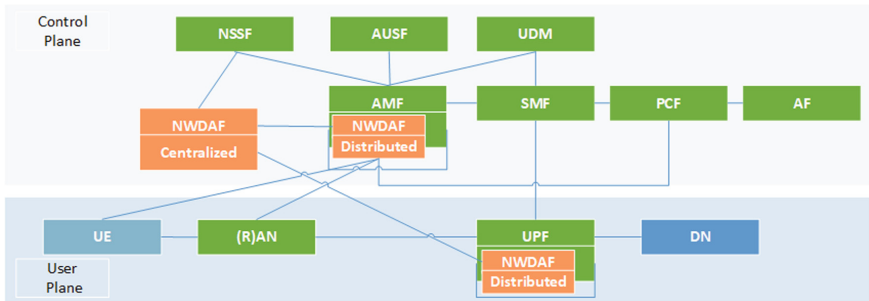 Control
Plane
NSSF
AUSF
UDM
AMF
SMF
PCF
AF
NWDAF
Centralized
NWDAF
Distributed
UE
(R)AN
UPF
DN
NWDAF
Distributed
User
Plane